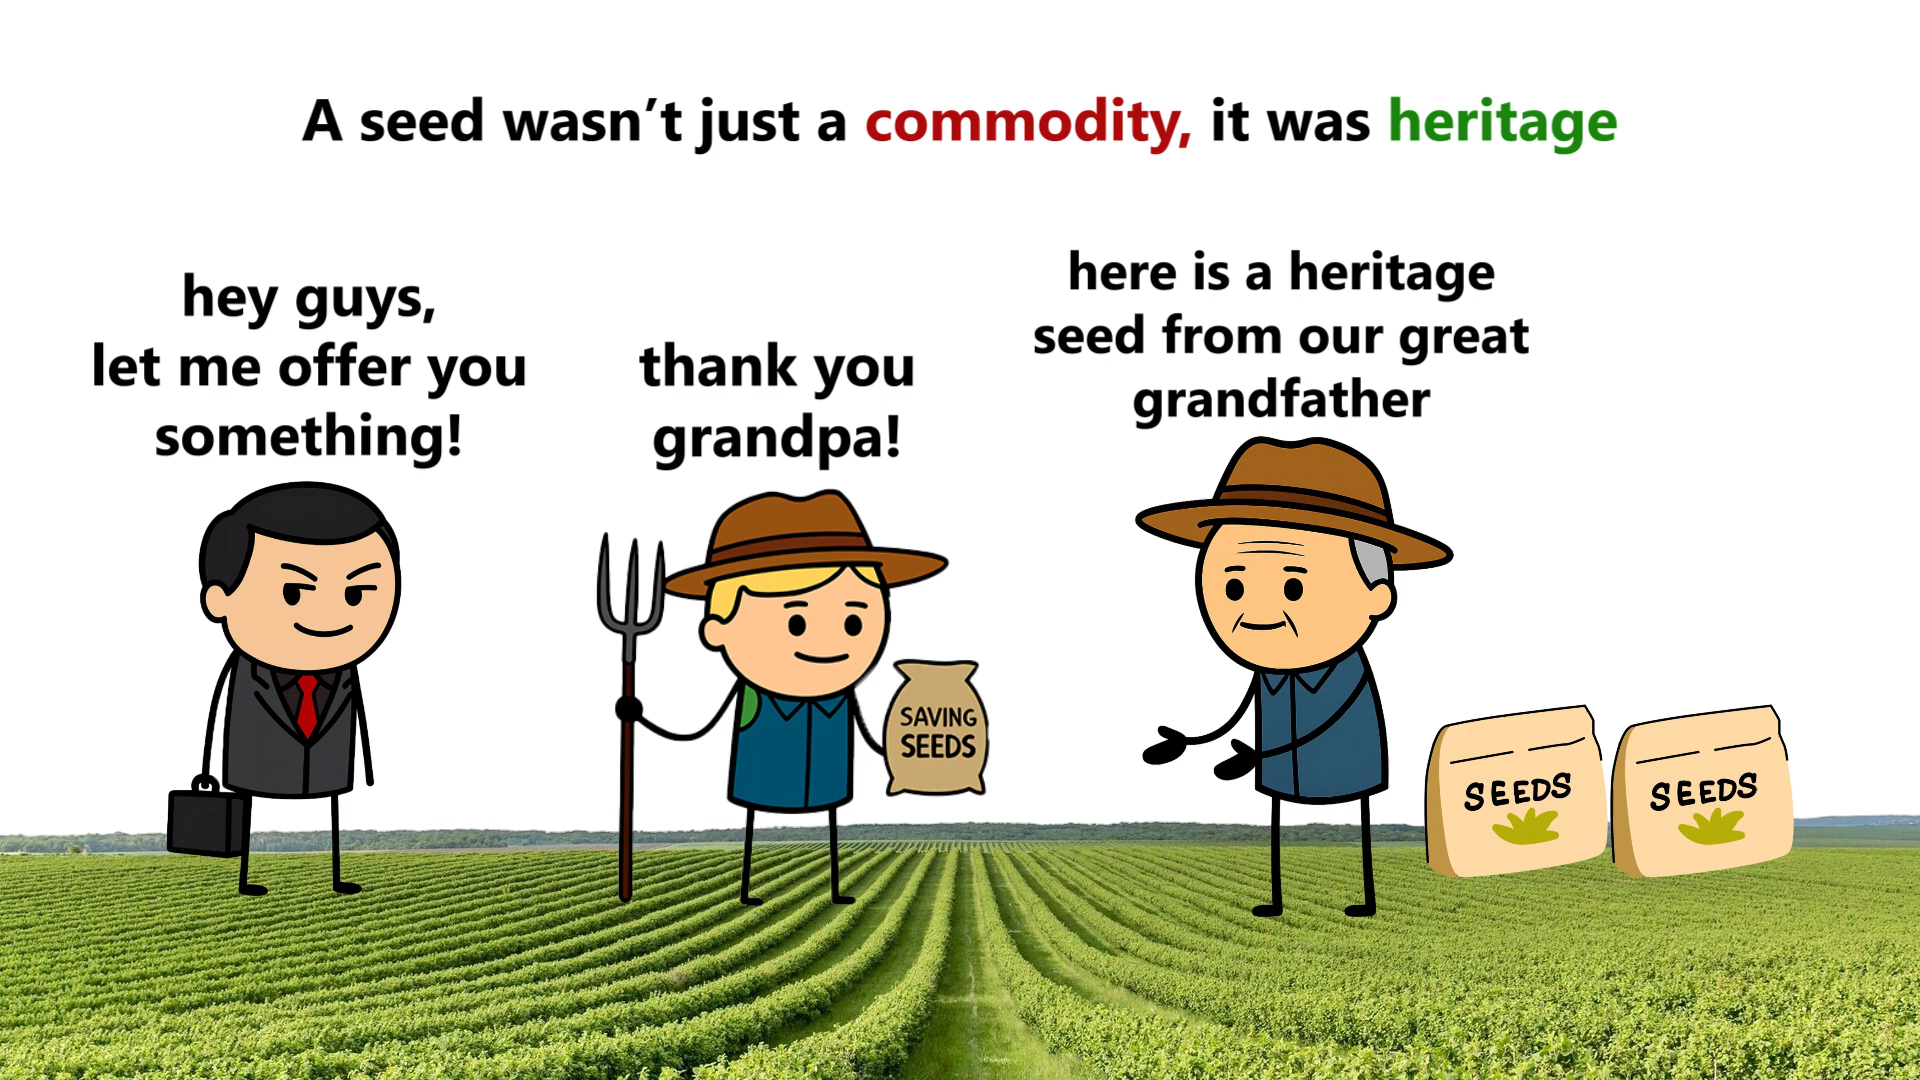 A seed wasn’t just a commodity, it was heritage
hey guys,
let me offer you
something!
thank you
grandpa!
here is a heritage
seed from our great
grandfather
SAVING
SEEDS
SEEDS
SEEDS